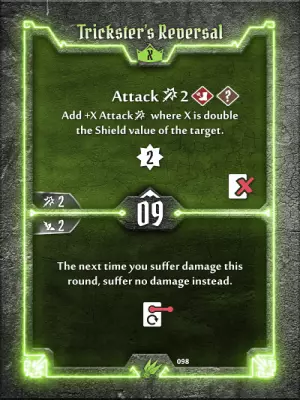 Trickster's Reversal
X
Attack 2
Add +X Attack where X is double
the Shield value of the target.
2
2
09
2
The next time you suffer damage this
round, suffer no damage instead.
098